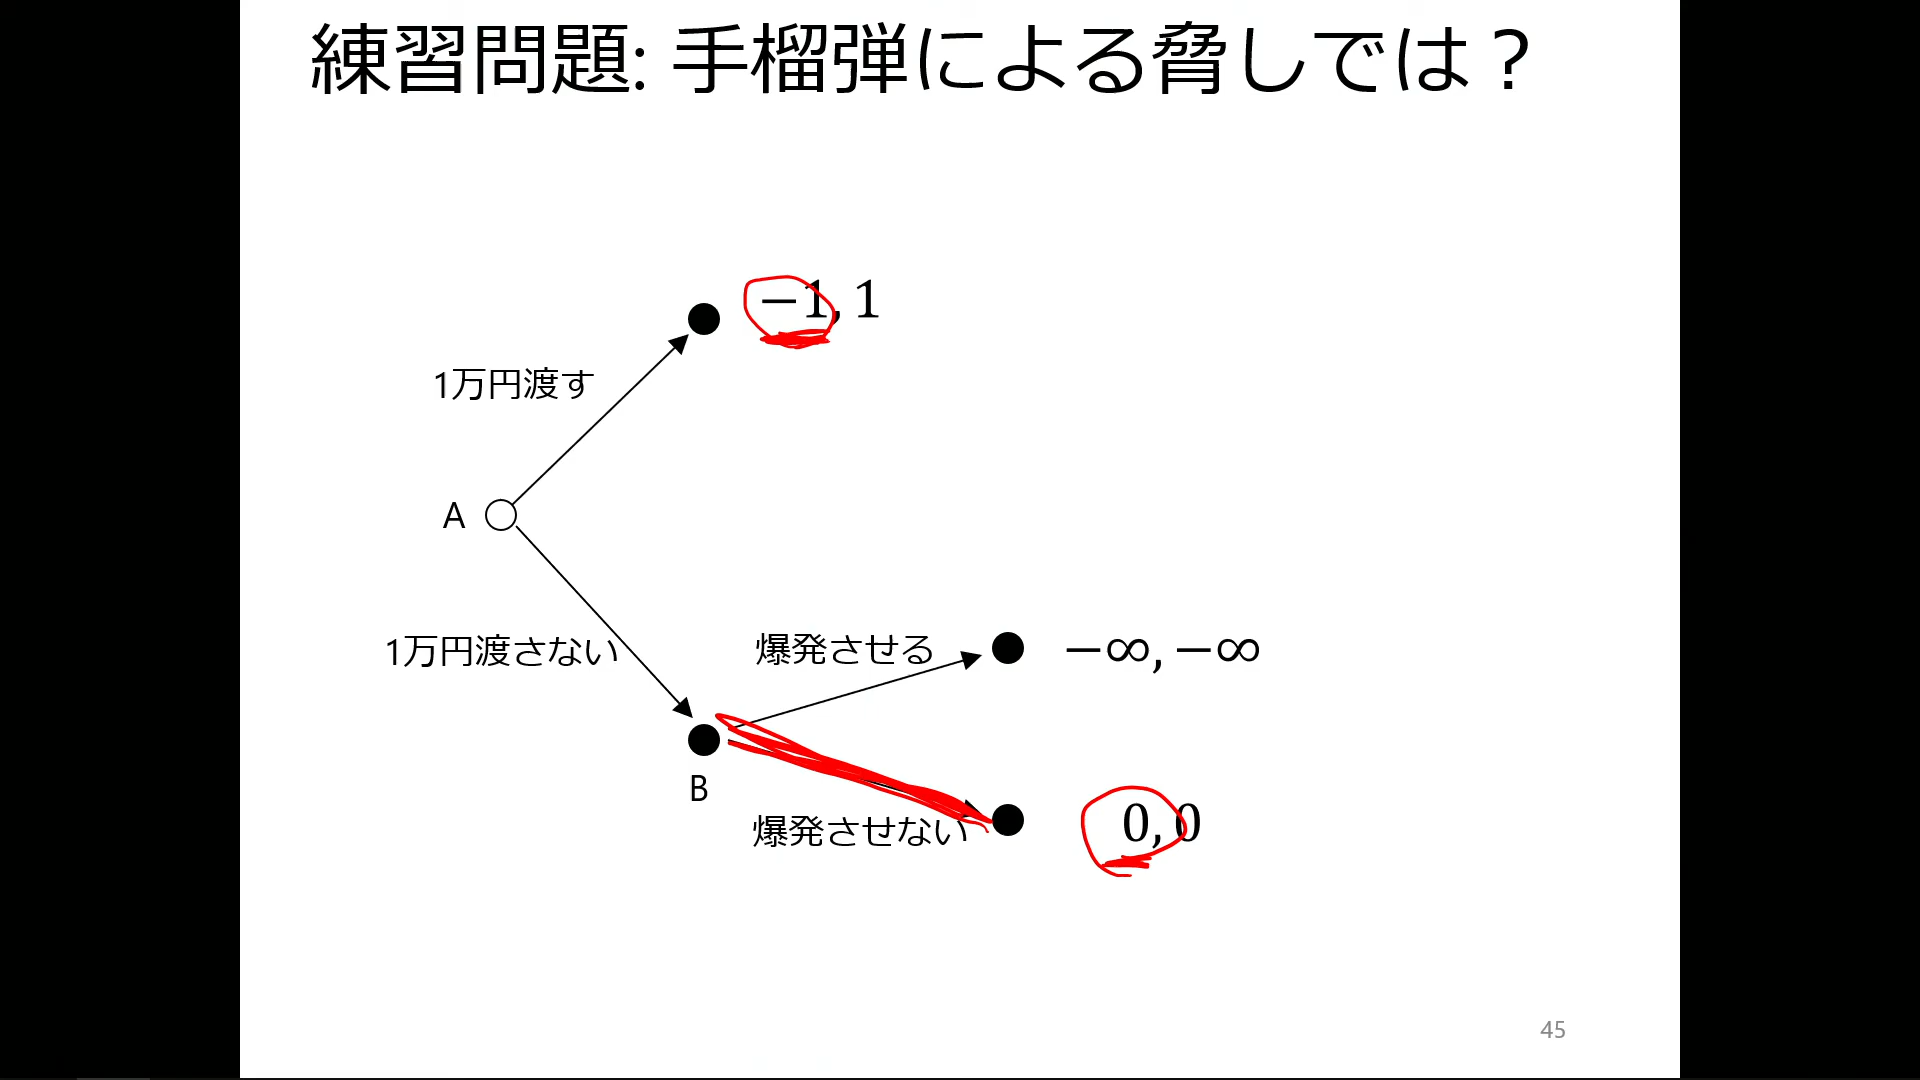 練習問題: 手榴弾による脅しでは？
−1, 1
1万円渡す
A
1万円渡さない
爆発させる
−∞, −∞
B
爆発させない
0, 0
45